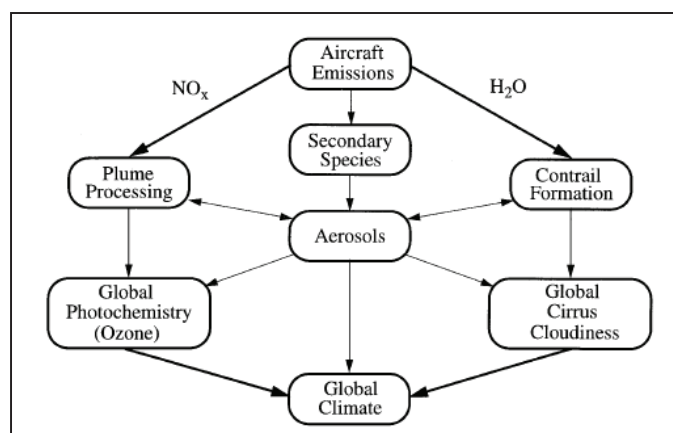 Aircraft
Emissions
NOx
H2O
Secondary
Species
Plume
Processing
Contrail
Formation
Aerosols
Global
Photochemistry
(Ozone)
Global
Cirrus
Cloudiness
Global
Climate